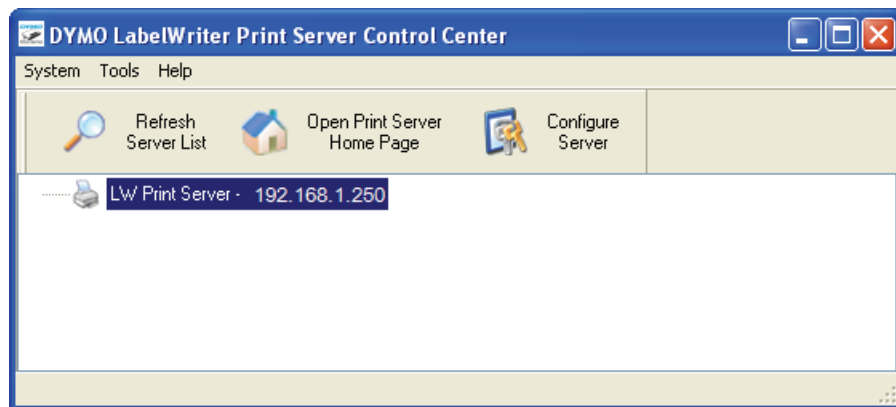 DYMO LabelWriter Print Server Control Center
System Tools Help
Refresh Server List
Open Print Server Home Page
Configure Server
LW Print Server - 192.168.1.250